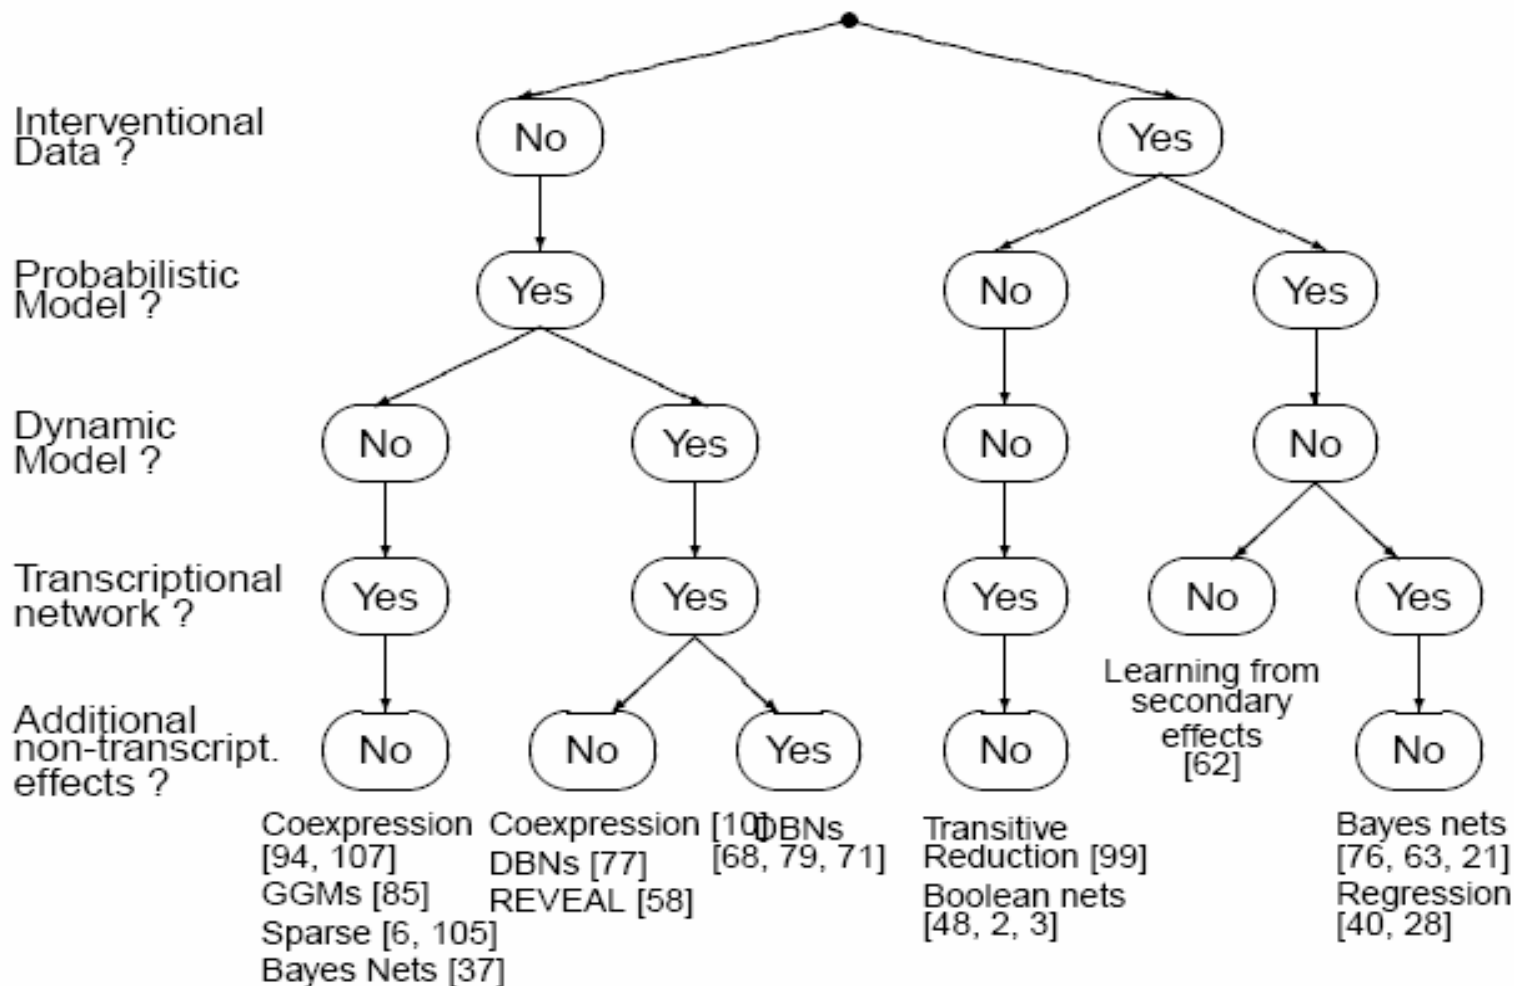 Interventional
Data ?
No
Yes
Probabilistic
Model ?
Yes
No
Yes
Dynamic
Model ?
No
Yes
No
No
Transcriptional
network ?
Yes
Yes
Yes
No
Yes
Learning from
secondary
effects
[62]
Additional
non-transcript.
effects ?
No
No
Yes
No
No
Coexpression
[94, 107]
GGMs [85]
Sparse [6, 105]
Bayes Nets [37]
Coexpression [10]
DBNs [77]
REVEAL [58]
DBNs
[68, 79, 71]
Transitive
Reduction [99]
Boolean nets
[48, 2, 3]
Bayes nets
[76, 63, 21]
Regression
[40, 28]